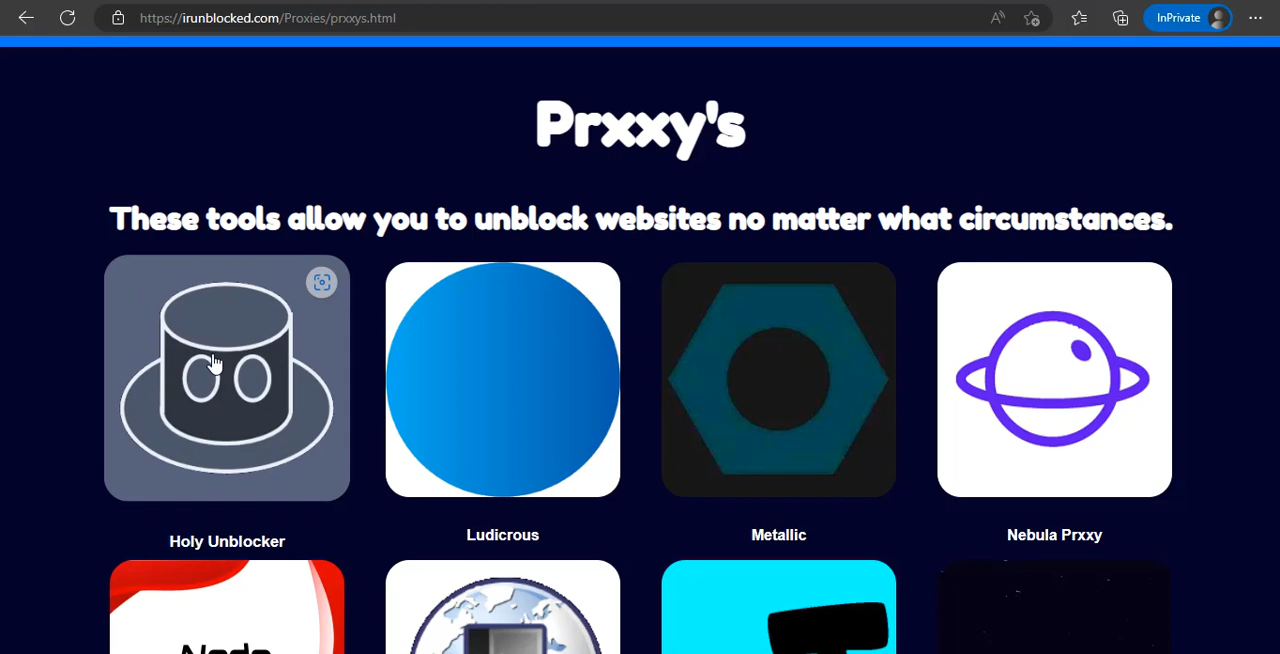 https://irunblocked.com/Proxies/prxxys.html
InPrivate
Prxxy's
These tools allow you to unblock websites no matter what circumstances.
Holy Unblocker
Ludicrous
Metallic
Nebula Prxxy